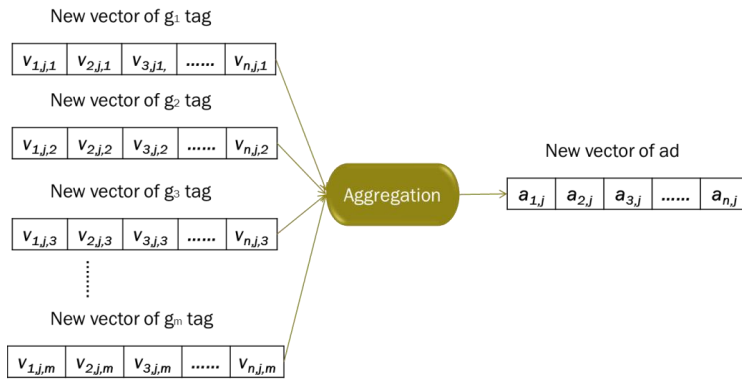 New vector of g1 tag
v1,j,1 v2,j,1 v3,j1, ...... vn,j,1
New vector of g2 tag
v1,j,2 v2,j,2 v3,j,2 ...... vn,j,2
New vector of g3 tag
v1,j,3 v2,j,3 v3,j,3 ...... vn,j,3
New vector of gm tag
v1,j,m v2,j,m v3,j,m ...... vn,j,m
Aggregation
New vector of ad
a1,j a2,j a3,j ...... an,j